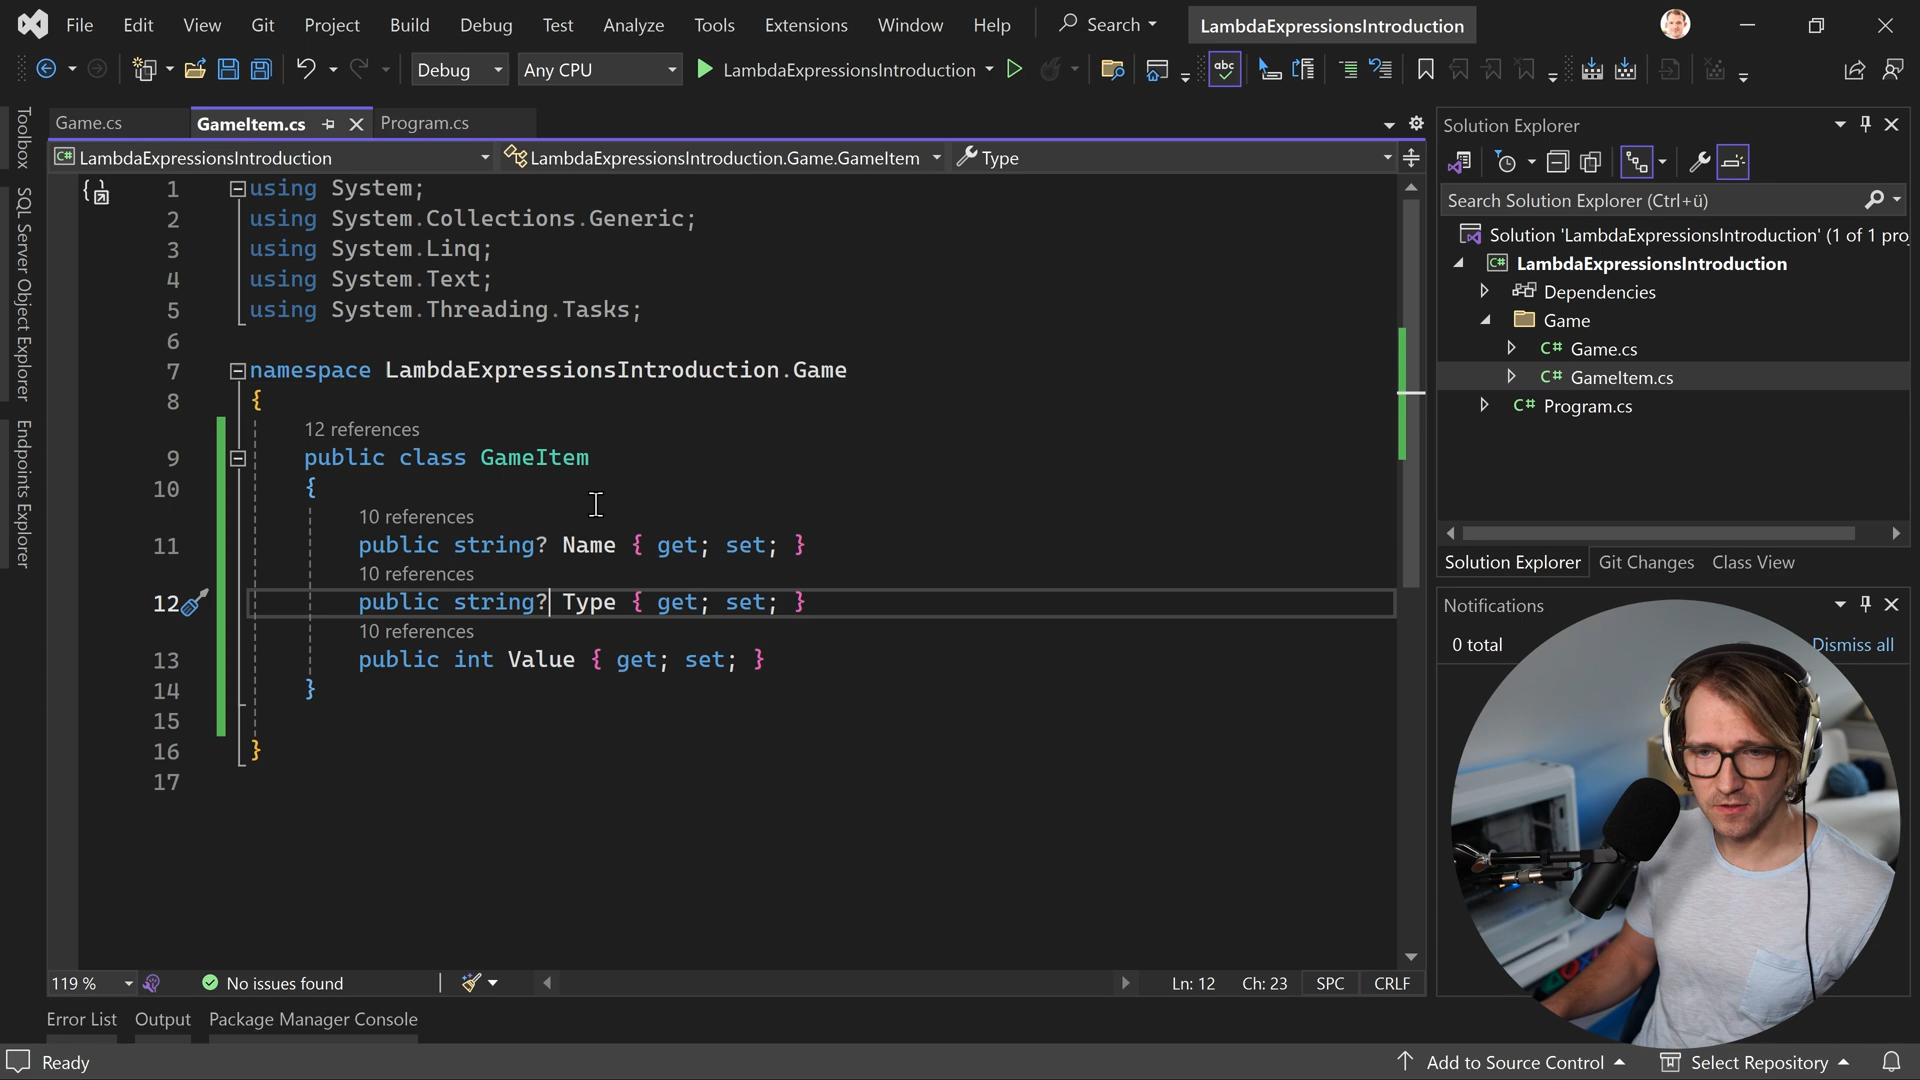 File Edit View Git Project Build Debug Test Analyze Tools Extensions Window Help Search LambdaExpressionsIntroduction
Debug Any CPU LambdaExpressionsIntroduction abc
Game.cs GameItem.cs Program.cs
C# LambdaExpressionsIntroduction LambdaExpressionsIntroduction.Game.GameItem Type
1 using System;
2 using System.Collections.Generic;
3 using System.Linq;
4 using System.Text;
5 using System.Threading.Tasks;
6
7 namespace LambdaExpressionsIntroduction.Game
8 {
12 references
9 public class GameItem
10 {
10 references
11 public string? Name { get; set; }
10 references
12 public string? Type { get; set; }
10 references
13 public int Value { get; set; }
14 }
15
16 }
17
119 % No issues found Ln: 12 Ch: 23 SPC CRLF
Error List Output Package Manager Console
Ready Add to Source Control Select Repository
Toolbox
SQL Server Object Explorer
Endpoints Explorer
Solution Explorer
Search Solution Explorer (Ctrl+ü)
Solution 'LambdaExpressionsIntroduction' (1 of 1 pro
C# LambdaExpressionsIntroduction
Dependencies
Game
C# Game.cs
C# GameItem.cs
C# Program.cs
Solution Explorer Git Changes Class View
Notifications
0 total Dismiss all